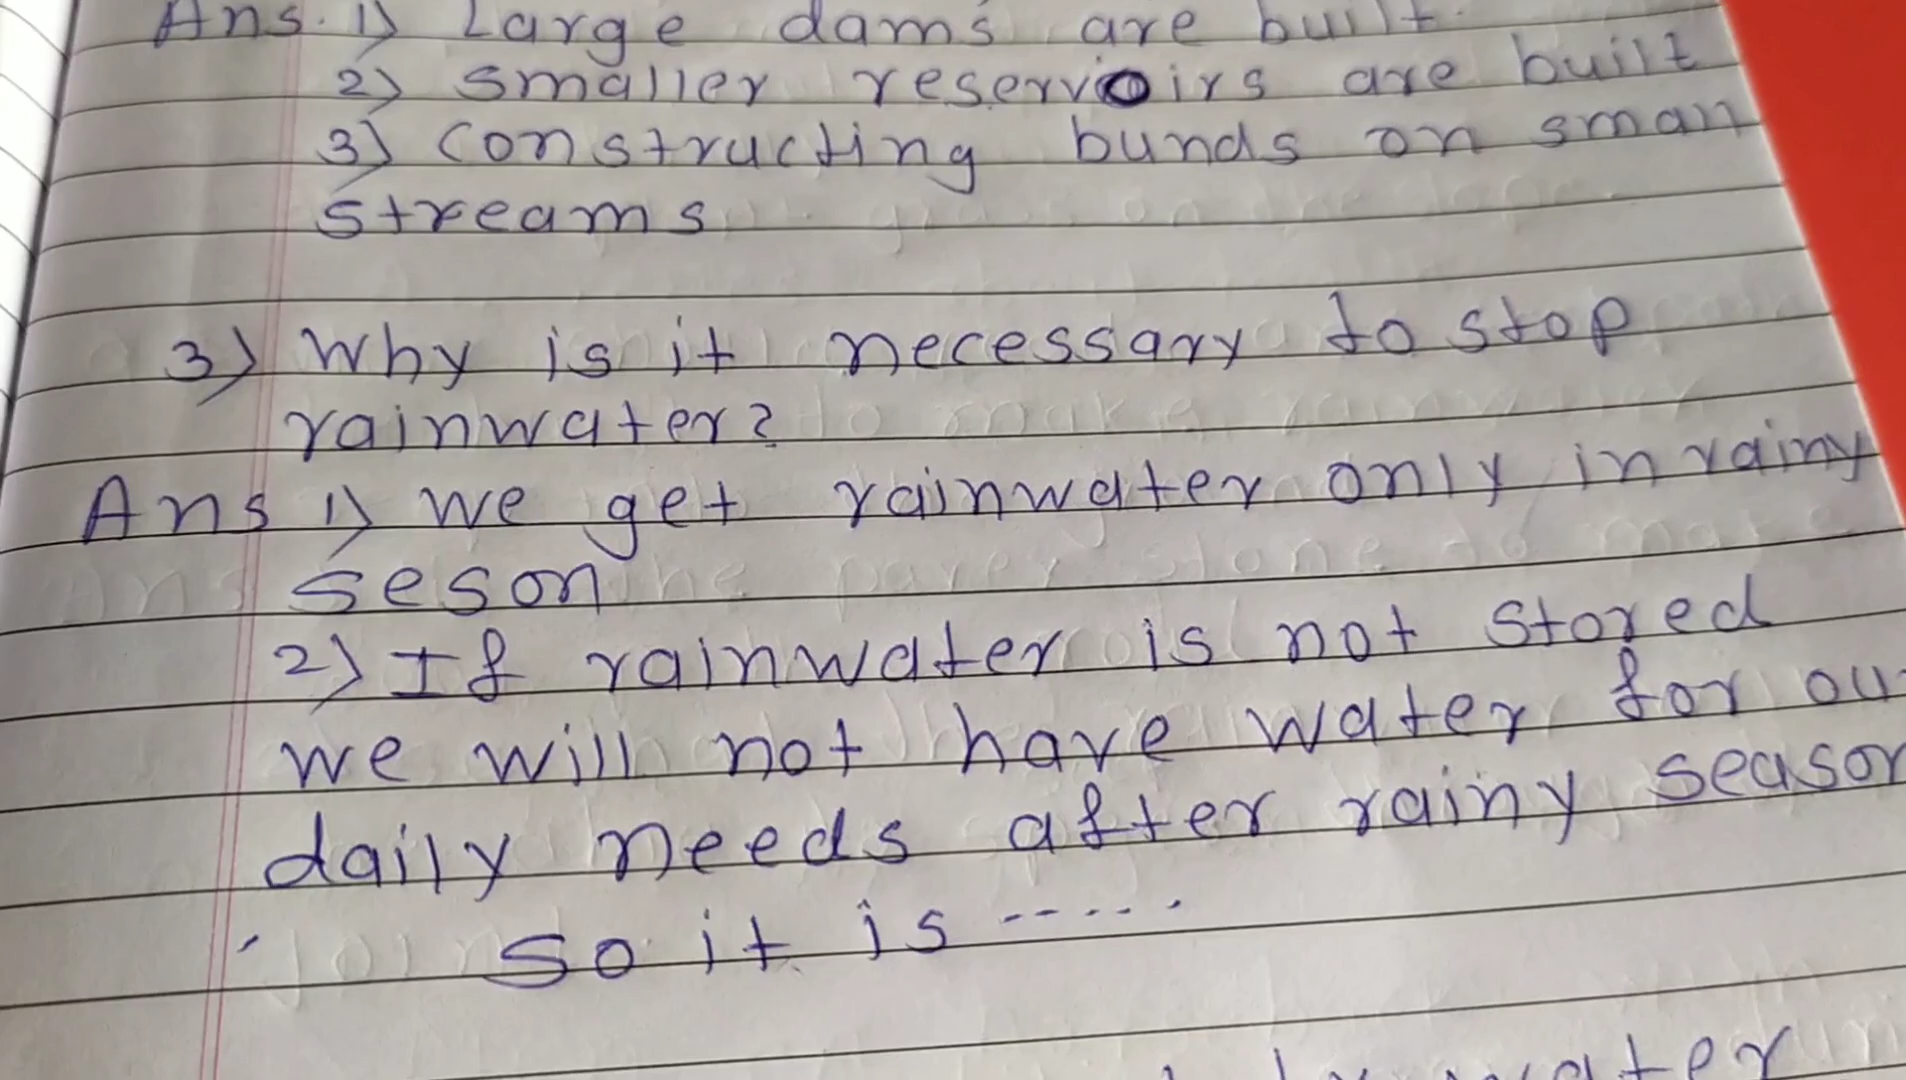 Ans. 1) Large dams are built.
2) Smaller reservoirs are built
3) Constructing bunds on small
streams
3) Why is it necessary to stop
rainwater?
Ans 1) We get rainwater only in rainy
seson
2) If rainwater is not stored
we will not have water for ou
daily needs after rainy season
so it is -----
water